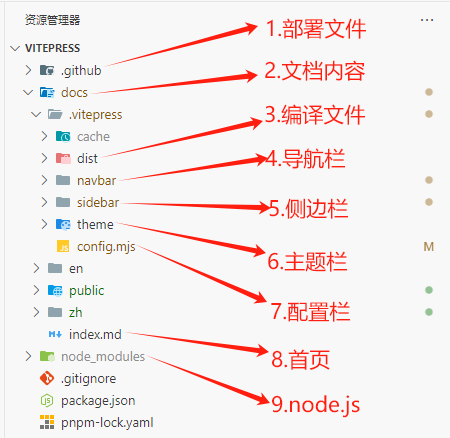 资源管理器
VITEPRESS
.github
1.部署文件
docs
2.文档内容
.vitepress
cache
3.编译文件
dist
4.导航栏
navbar
sidebar
5.侧边栏
theme
6.主题栏
config.mjs
M
7.配置栏
en
public
zh
index.md
8.首页
node_modules
9.node.js
.gitignore
package.json
pnpm-lock.yaml